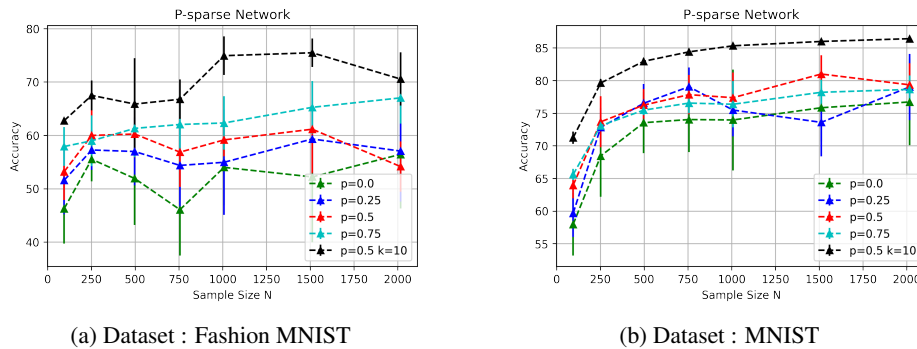 P-sparse Network
80
70
60
50
40
Accuracy
0 250 500 750 1000 1250 1500 1750 2000
Sample Size N
p=0.0
p=0.25
p=0.5
p=0.75
p=0.5 k=10
(a) Dataset : Fashion MNIST
P-sparse Network
85
80
75
70
65
60
55
Accuracy
0 250 500 750 1000 1250 1500 1750 2000
Sample Size N
p=0.0
p=0.25
p=0.5
p=0.75
p=0.5 k=10
(b) Dataset : MNIST